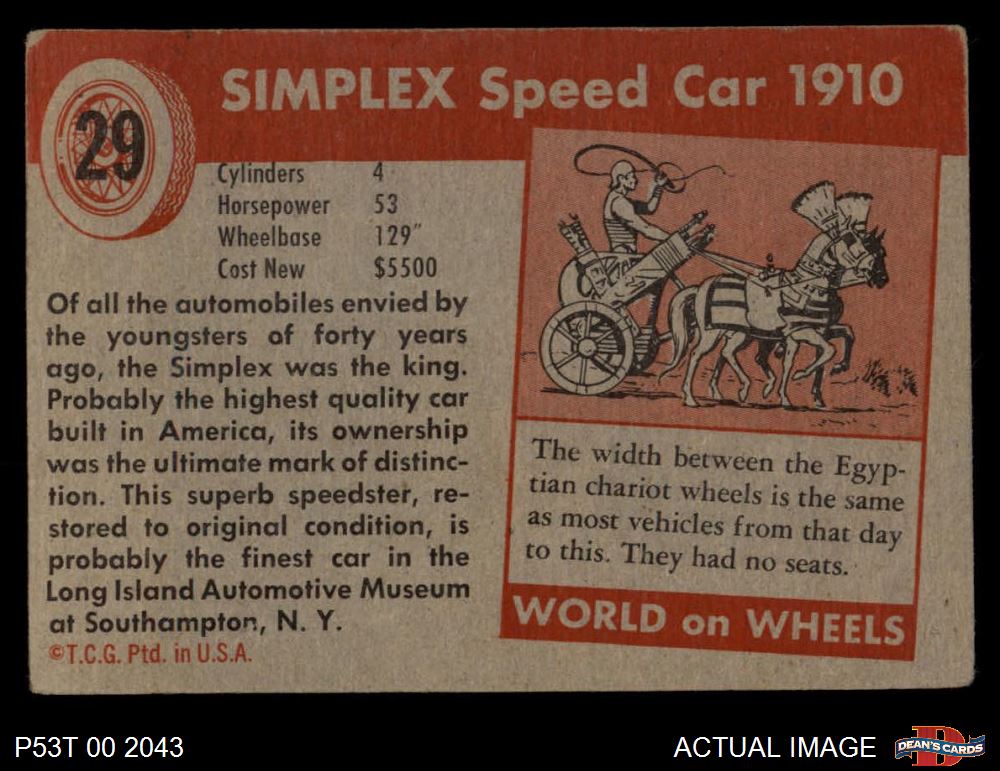 29
SIMPLEX Speed Car 1910
Cylinders 4
Horsepower 53
Wheelbase 129"
Cost New $5500
Of all the automobiles envied by
the youngsters of forty years
ago, the Simplex was the king.
Probably the highest quality car
built in America, its ownership
was the ultimate mark of distinc-
tion. This superb speedster, re-
stored to original condition, is
probably the finest car in the
Long Island Automotive Museum
at Southampton, N. Y.
©T.C.G. Ptd. in U.S.A.
The width between the Egyp-
tian chariot wheels is the same
as most vehicles from that day
to this. They had no seats.
WORLD on WHEELS
P53T 00 2043
ACTUAL IMAGE
DEAN'S CARDS